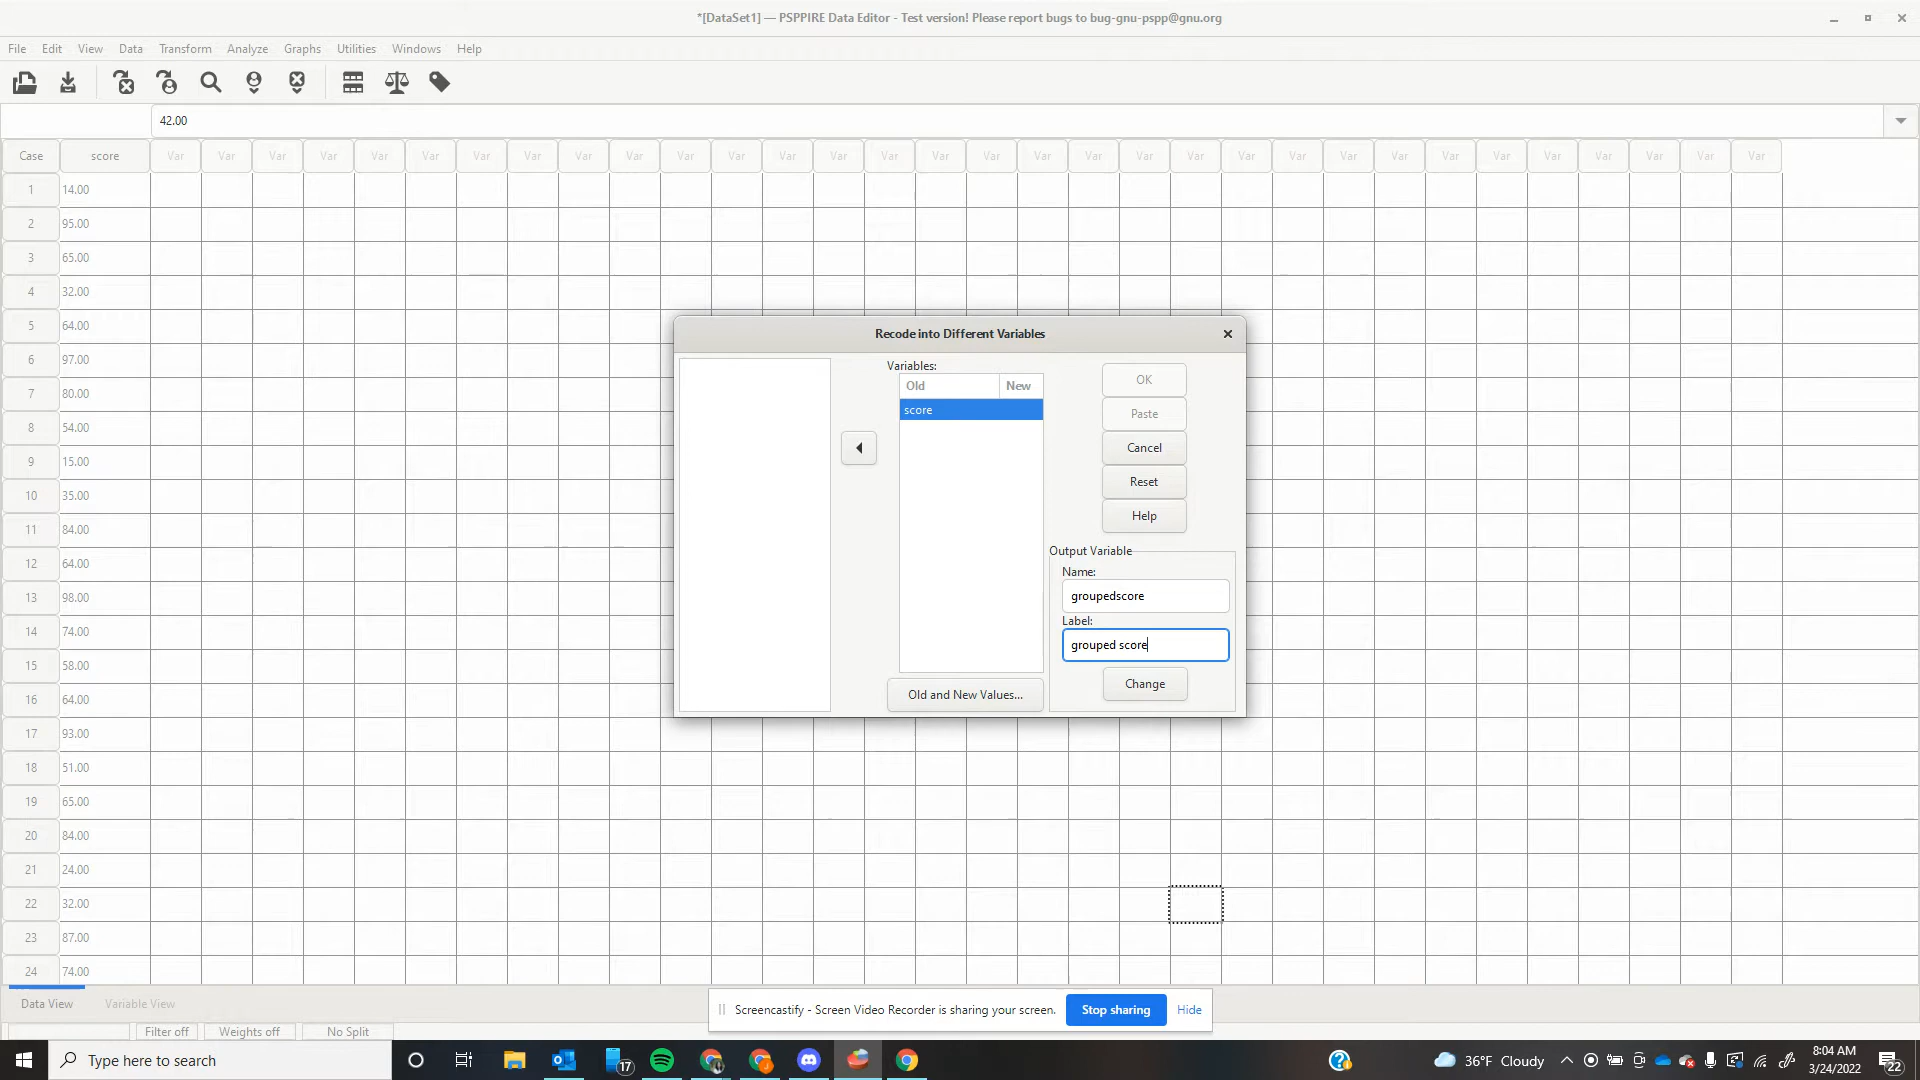 *[DataSet1] — PSPPIRE Data Editor - Test version! Please report bugs to bug-gnu-pspp@gnu.org
File Edit View Data Transform Analyze Graphs Utilities Windows Help
42.00
Case score Var Var Var Var Var Var Var Var Var Var Var Var Var Var Var Var Var Var Var Var Var Var Var Var Var Var Var Var Var Var Var Var
1 14.00
2 95.00
3 65.00
4 32.00
5 64.00
6 97.00
7 80.00
8 54.00
9 15.00
10 35.00
11 84.00
12 64.00
13 98.00
14 74.00
15 58.00
16 64.00
17 93.00
18 51.00
19 65.00
20 84.00
21 24.00
22 32.00
23 87.00
24 74.00
Recode into Different Variables
Variables:
Old New
score
OK
Paste
Cancel
Reset
Help
Output Variable
Name:
groupedscore
Label:
grouped score
Change
Old and New Values...
Data View Variable View
Filter off Weights off No Split
Screencastify - Screen Video Recorder is sharing your screen. Stop sharing Hide
Type here to search
17
36°F Cloudy
8:04 AM
3/24/2022
22